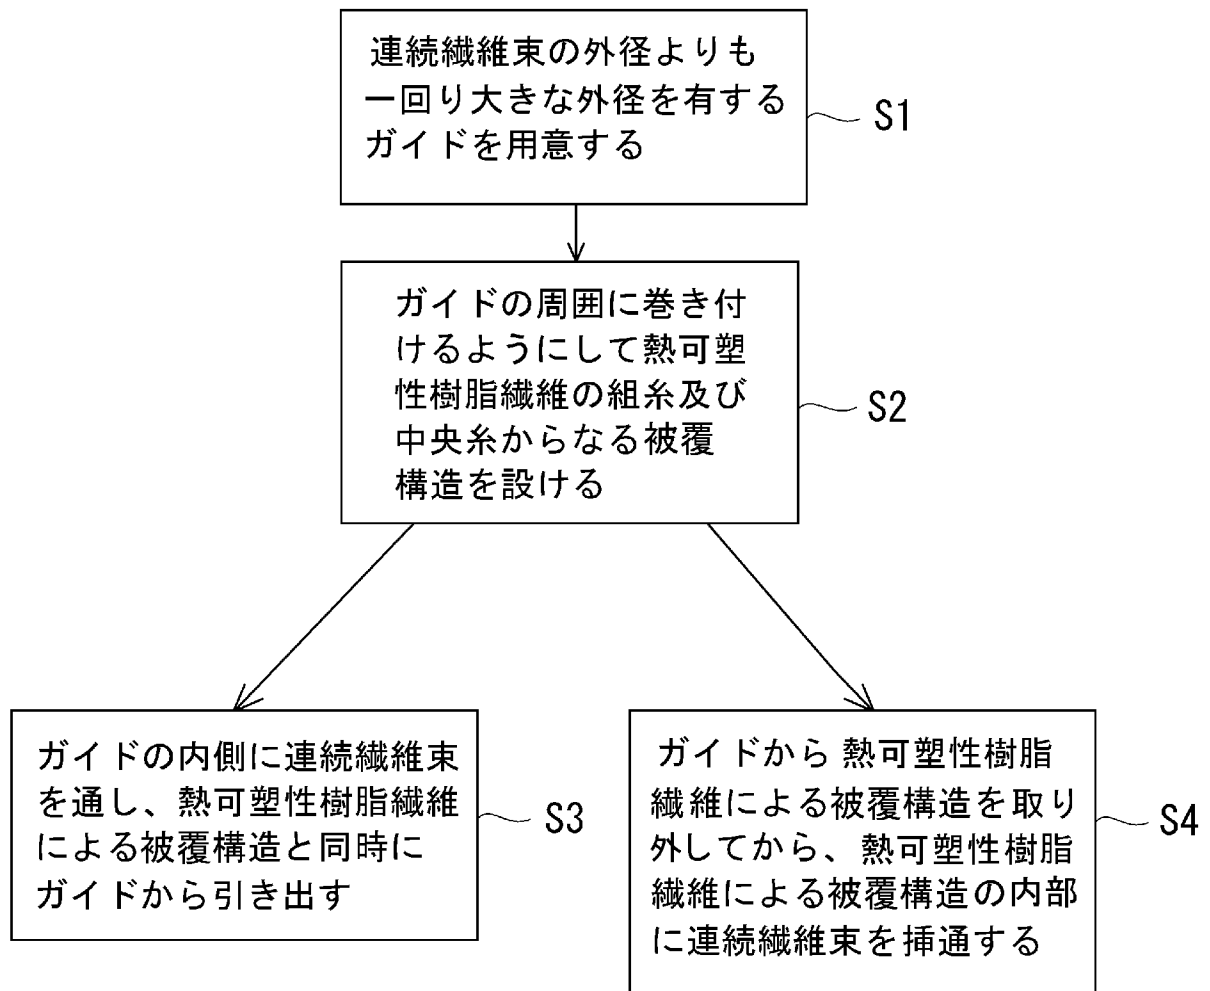 連続繊維束の外径よりも
一回り大きな外径を有する
ガイドを用意する
S1
ガイドの周囲に巻き付
けるようにして熱可塑
性樹脂繊維の組糸及び
中央糸からなる被覆
構造を設ける
S2
ガイドの内側に連続繊維束
を通し、熱可塑性樹脂繊維
による被覆構造と同時に
ガイドから引き出す
S3
ガイドから 熱可塑性樹脂
繊維による被覆構造を取り
外してから、熱可塑性樹脂
繊維による被覆構造の内部
に連続繊維束を挿通する
S4